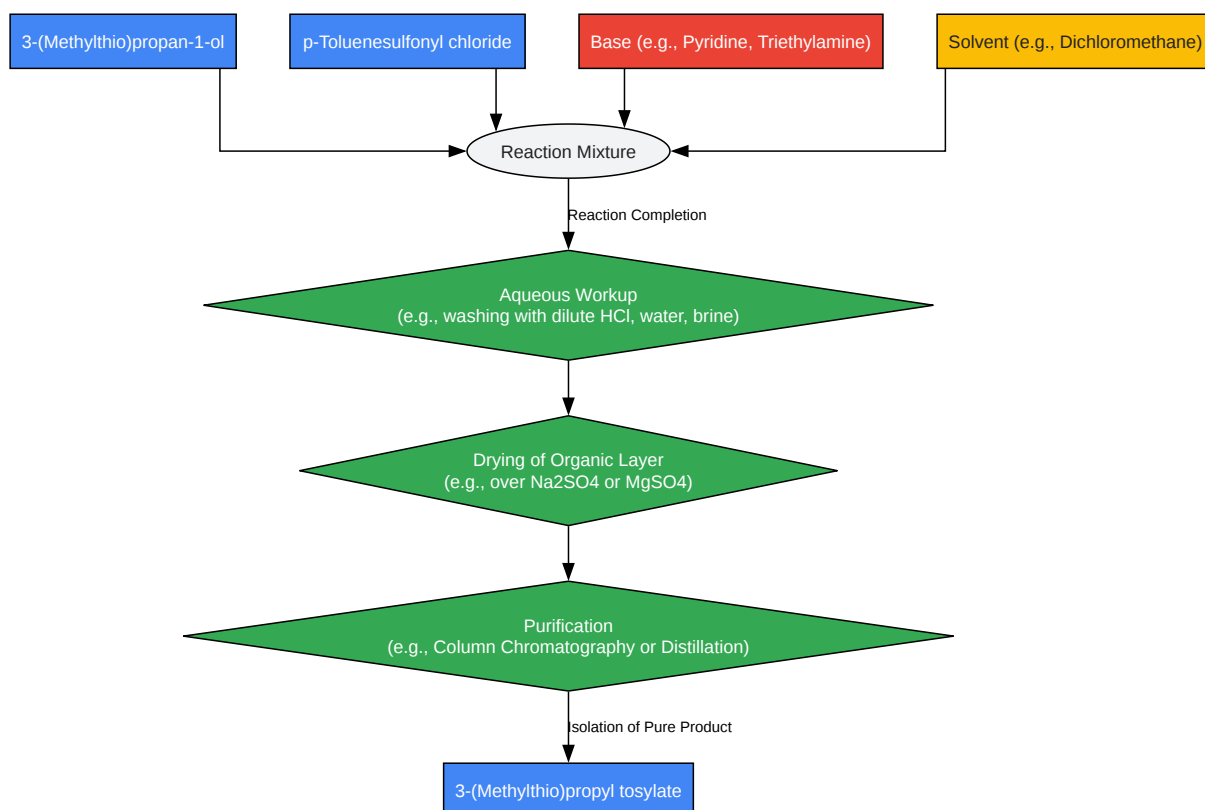 3-(Methylthio)propan-1-ol
p-Toluenesulfonyl chloride
Base (e.g., Pyridine, Triethylamine)
Solvent (e.g., Dichloromethane)
Reaction Mixture
Reaction Completion
Aqueous Workup
(e.g., washing with dilute HCl, water, brine)
Drying of Organic Layer
(e.g., over Na2SO4 or MgSO4)
Purification
(e.g., Column Chromatography or Distillation)
Isolation of Pure Product
3-(Methylthio)propyl tosylate